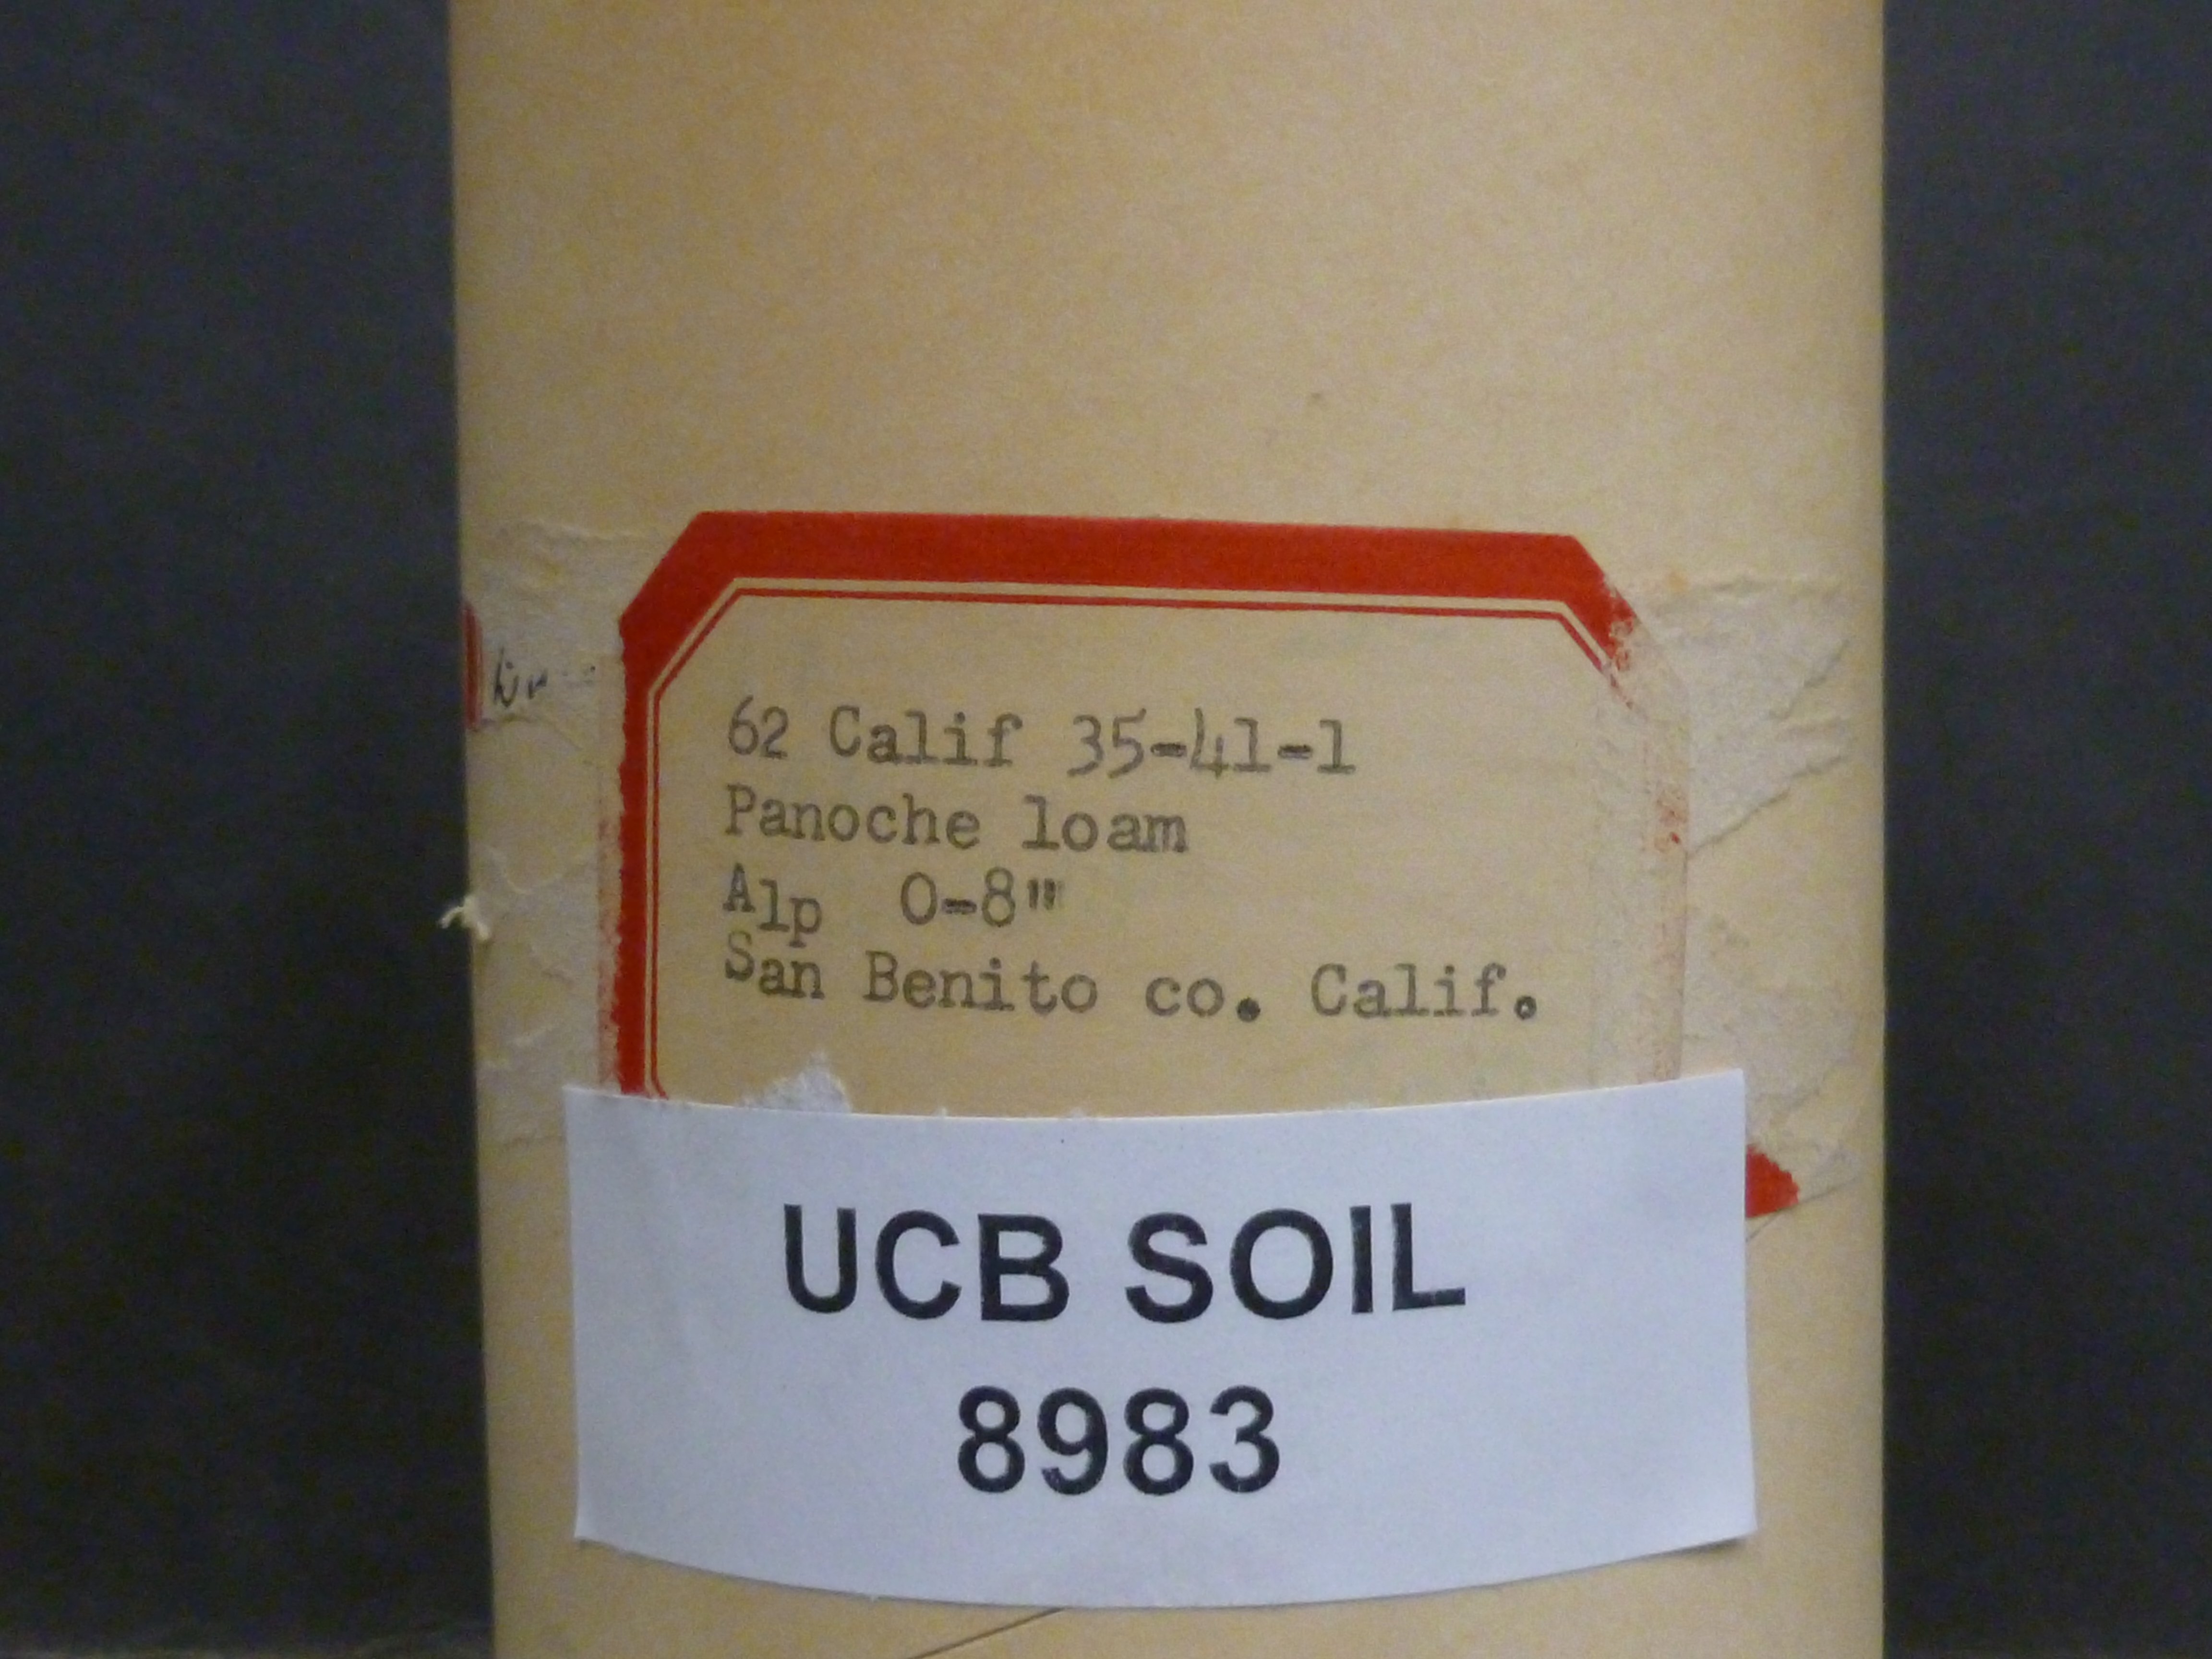 62 Calif 35-41-1
Panoche loam
A1p 0-8"
San Benito co. Calif.
UCB SOIL
8983